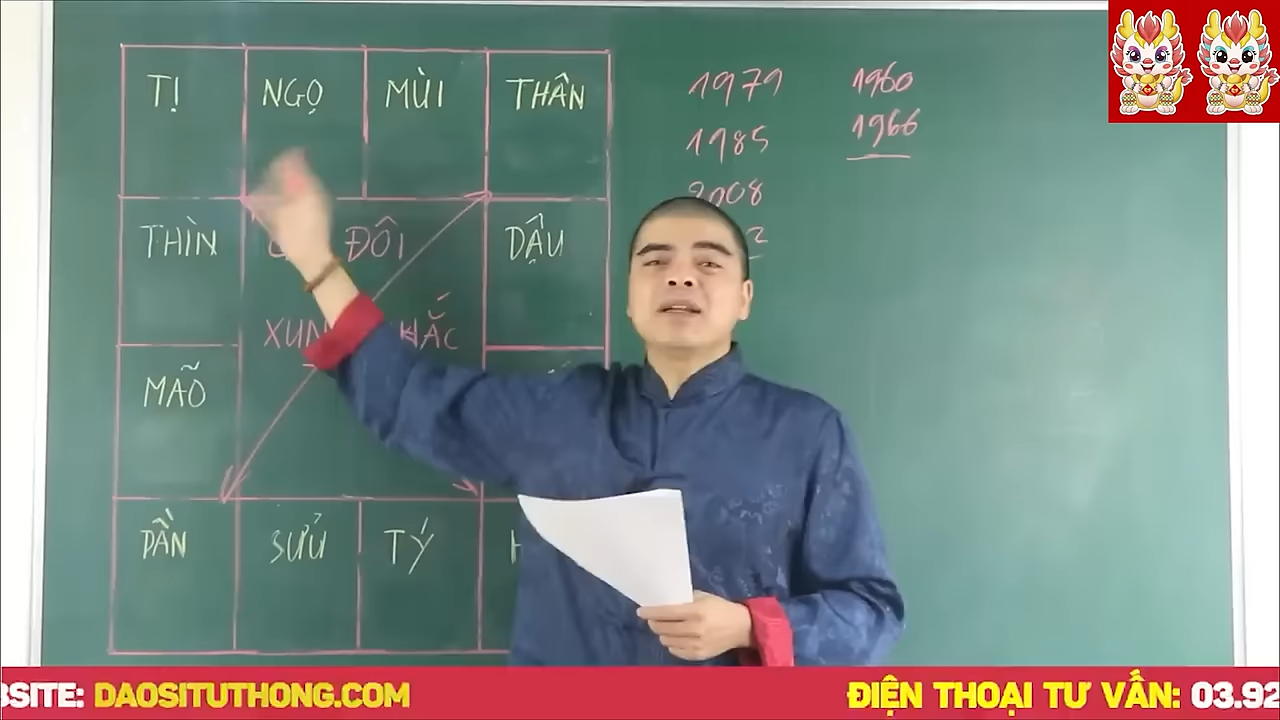 TỊ NGỌ MÙI THÂN
THÌN ĐÔI DẬU
MÃO
DẦN SỬU TÝ
1979
1985
2008
1960
1966
SITE: DAOSITUTHONG.COM
ĐIỆN THOẠI TƯ VẤN: 03.92